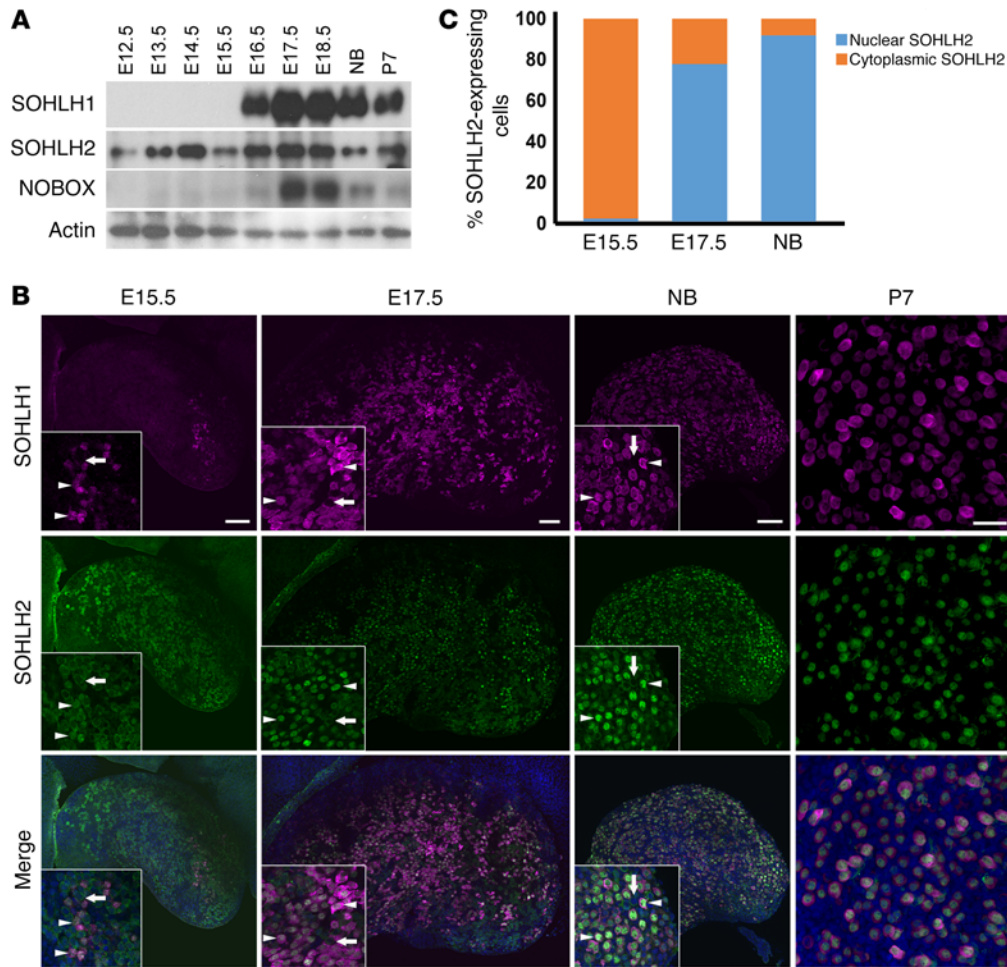 A
E12.5 E13.5 E14.5 E15.5 E16.5 E17.5 E18.5 NB P7
SOHLH1
SOHLH2
NOBOX
Actin
C
% SOHLH2-expressing
cells
100
80
60
40
20
0
E15.5 E17.5 NB
Nuclear SOHLH2
Cytoplasmic SOHLH2
B
E15.5 E17.5 NB P7
SOHLH1
SOHLH2
Merge